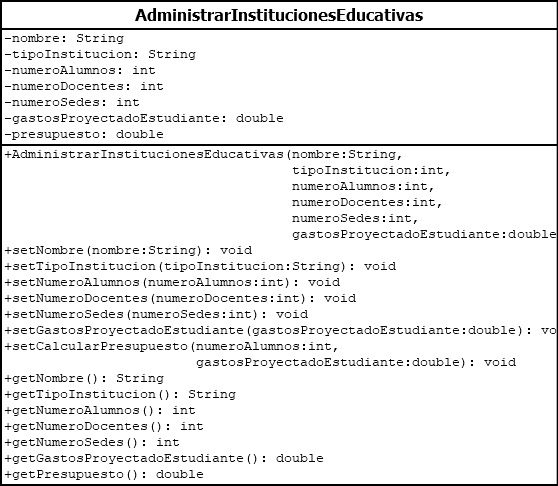 AdministrarInstitucionesEducativas
-nombre: String
-tipoInstitucion: String
-numeroAlumnos: int
-numeroDocentes: int
-numeroSedes: int
-gastosProyectadoEstudiante: double
-presupuesto: double
+AdministrarInstitucionesEducativas(nombre:String,
tipoInstitucion:int,
numeroAlumnos:int,
numeroDocentes:int,
numeroSedes:int,
gastosProyectadoEstudiante:double
+setNombre(nombre:String): void
+setTipoInstitucion(tipoInstitucion:String): void
+setNumeroAlumnos(numeroAlumnos:int): void
+setNumeroDocentes(numeroDocentes:int): void
+setNumeroSedes(numeroSedes:int): void
+setGastosProyectadoEstudiante(gastosProyectadoEstudiante:double): vo
+setCalcularPresupuesto(numeroAlumno:int,
gastosProyectadoEstudiante:double): void
+getNombre(): String
+getTipoInstitucion(): String
+getNumeroAlumnos(): int
+getNumeroDocentes(): int
+getNumeroSedes(): int
+getGastosProyectadoEstudiante(): double
+getPresupuesto(): double